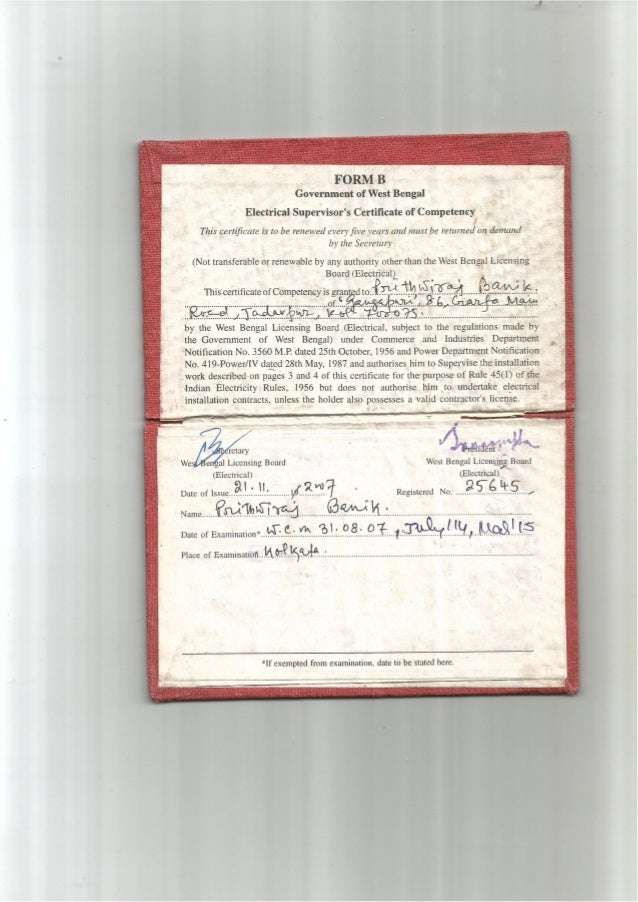 FORM B
Government of West Bengal
Electrical Supervisor's Certificate of Competency
This certificate is to be renewed every five years and must be returned on demand
by the Secretary
(Not transferable or renewable by any authority other than the West Bengal Licensing
Board (Electrical)
This certificate of Competency is granted to Prithwiraj Banik.
of "Gangapuri", 86, Garfa Main
Road, Jadavpur, Kol 700075.
by the West Bengal Licensing Board (Electrical, subject to the regulations made by
the Government of West Bengal) under Commerce and Industries Department
Notification No. 3560 M.P. dated 25th October, 1956 and Power Department Notification
No. 419-Power/IV dated 28th May, 1987 and authorises him to Supervise the installation
work described on pages 3 and 4 of this certificate for the purpose of Rule 45(1) of the
Indian Electricity Rules, 1956 but does not authorise him to undertake electrical
installation contracts, unless the holder also possesses a valid contractor's license.
Secretary
West Bengal Licensing Board
(Electrical)
President
West Bengal Licensing Board
(Electrical)
Date of Issue 21.11. 2007
Registered No. 25645
Name Prithwiraj Banik.
Date of Examination* W.C.M 31.08.07, July/14, Mar/15
Place of Examination Kolkata.
*If exempted from examination, date to be stated here.